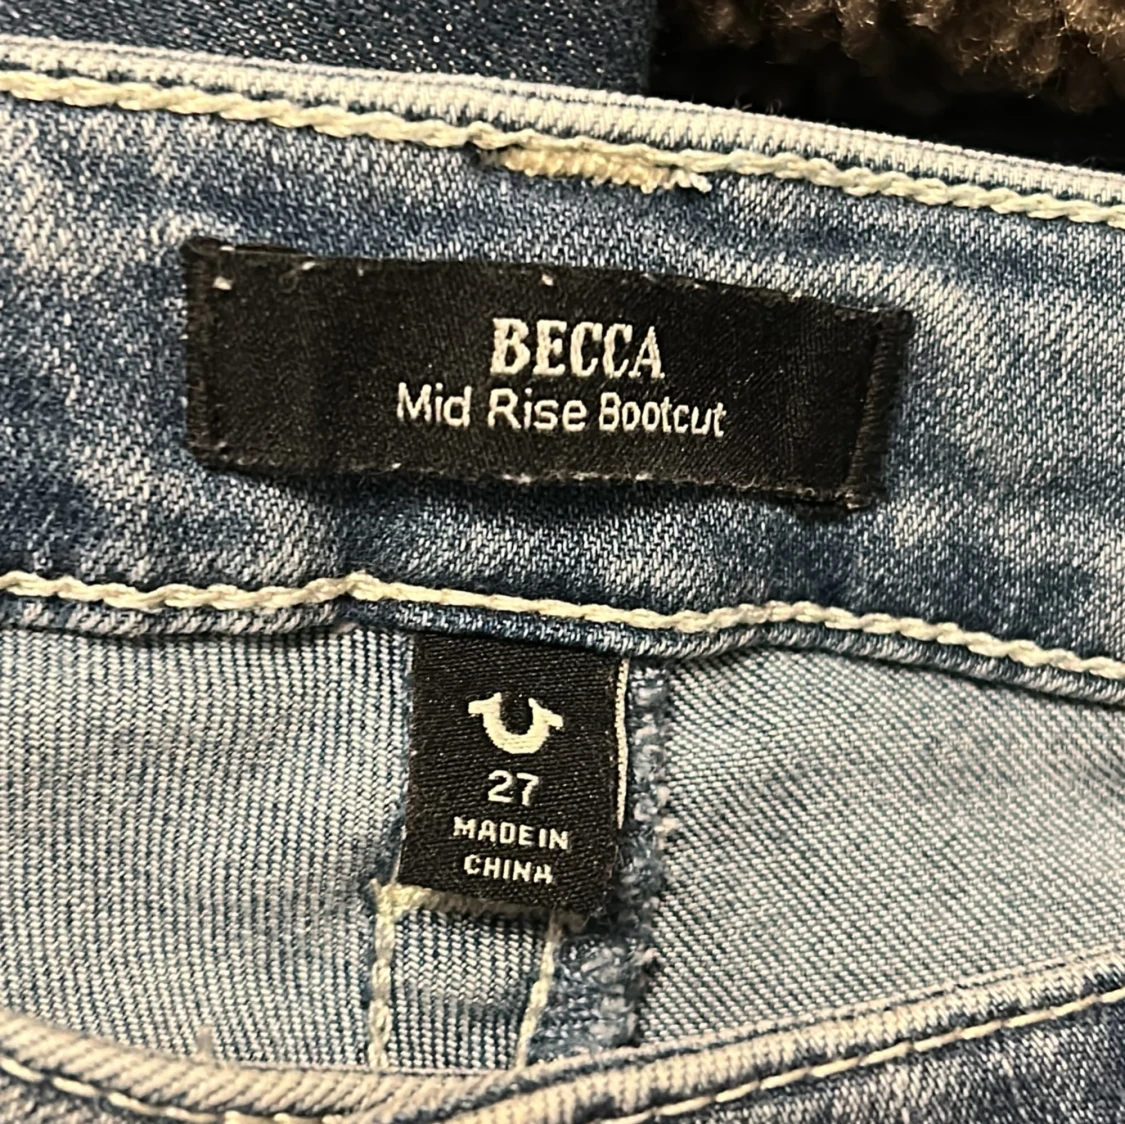 BECCA
Mid Rise Bootcut
27
MADE IN
CHINA